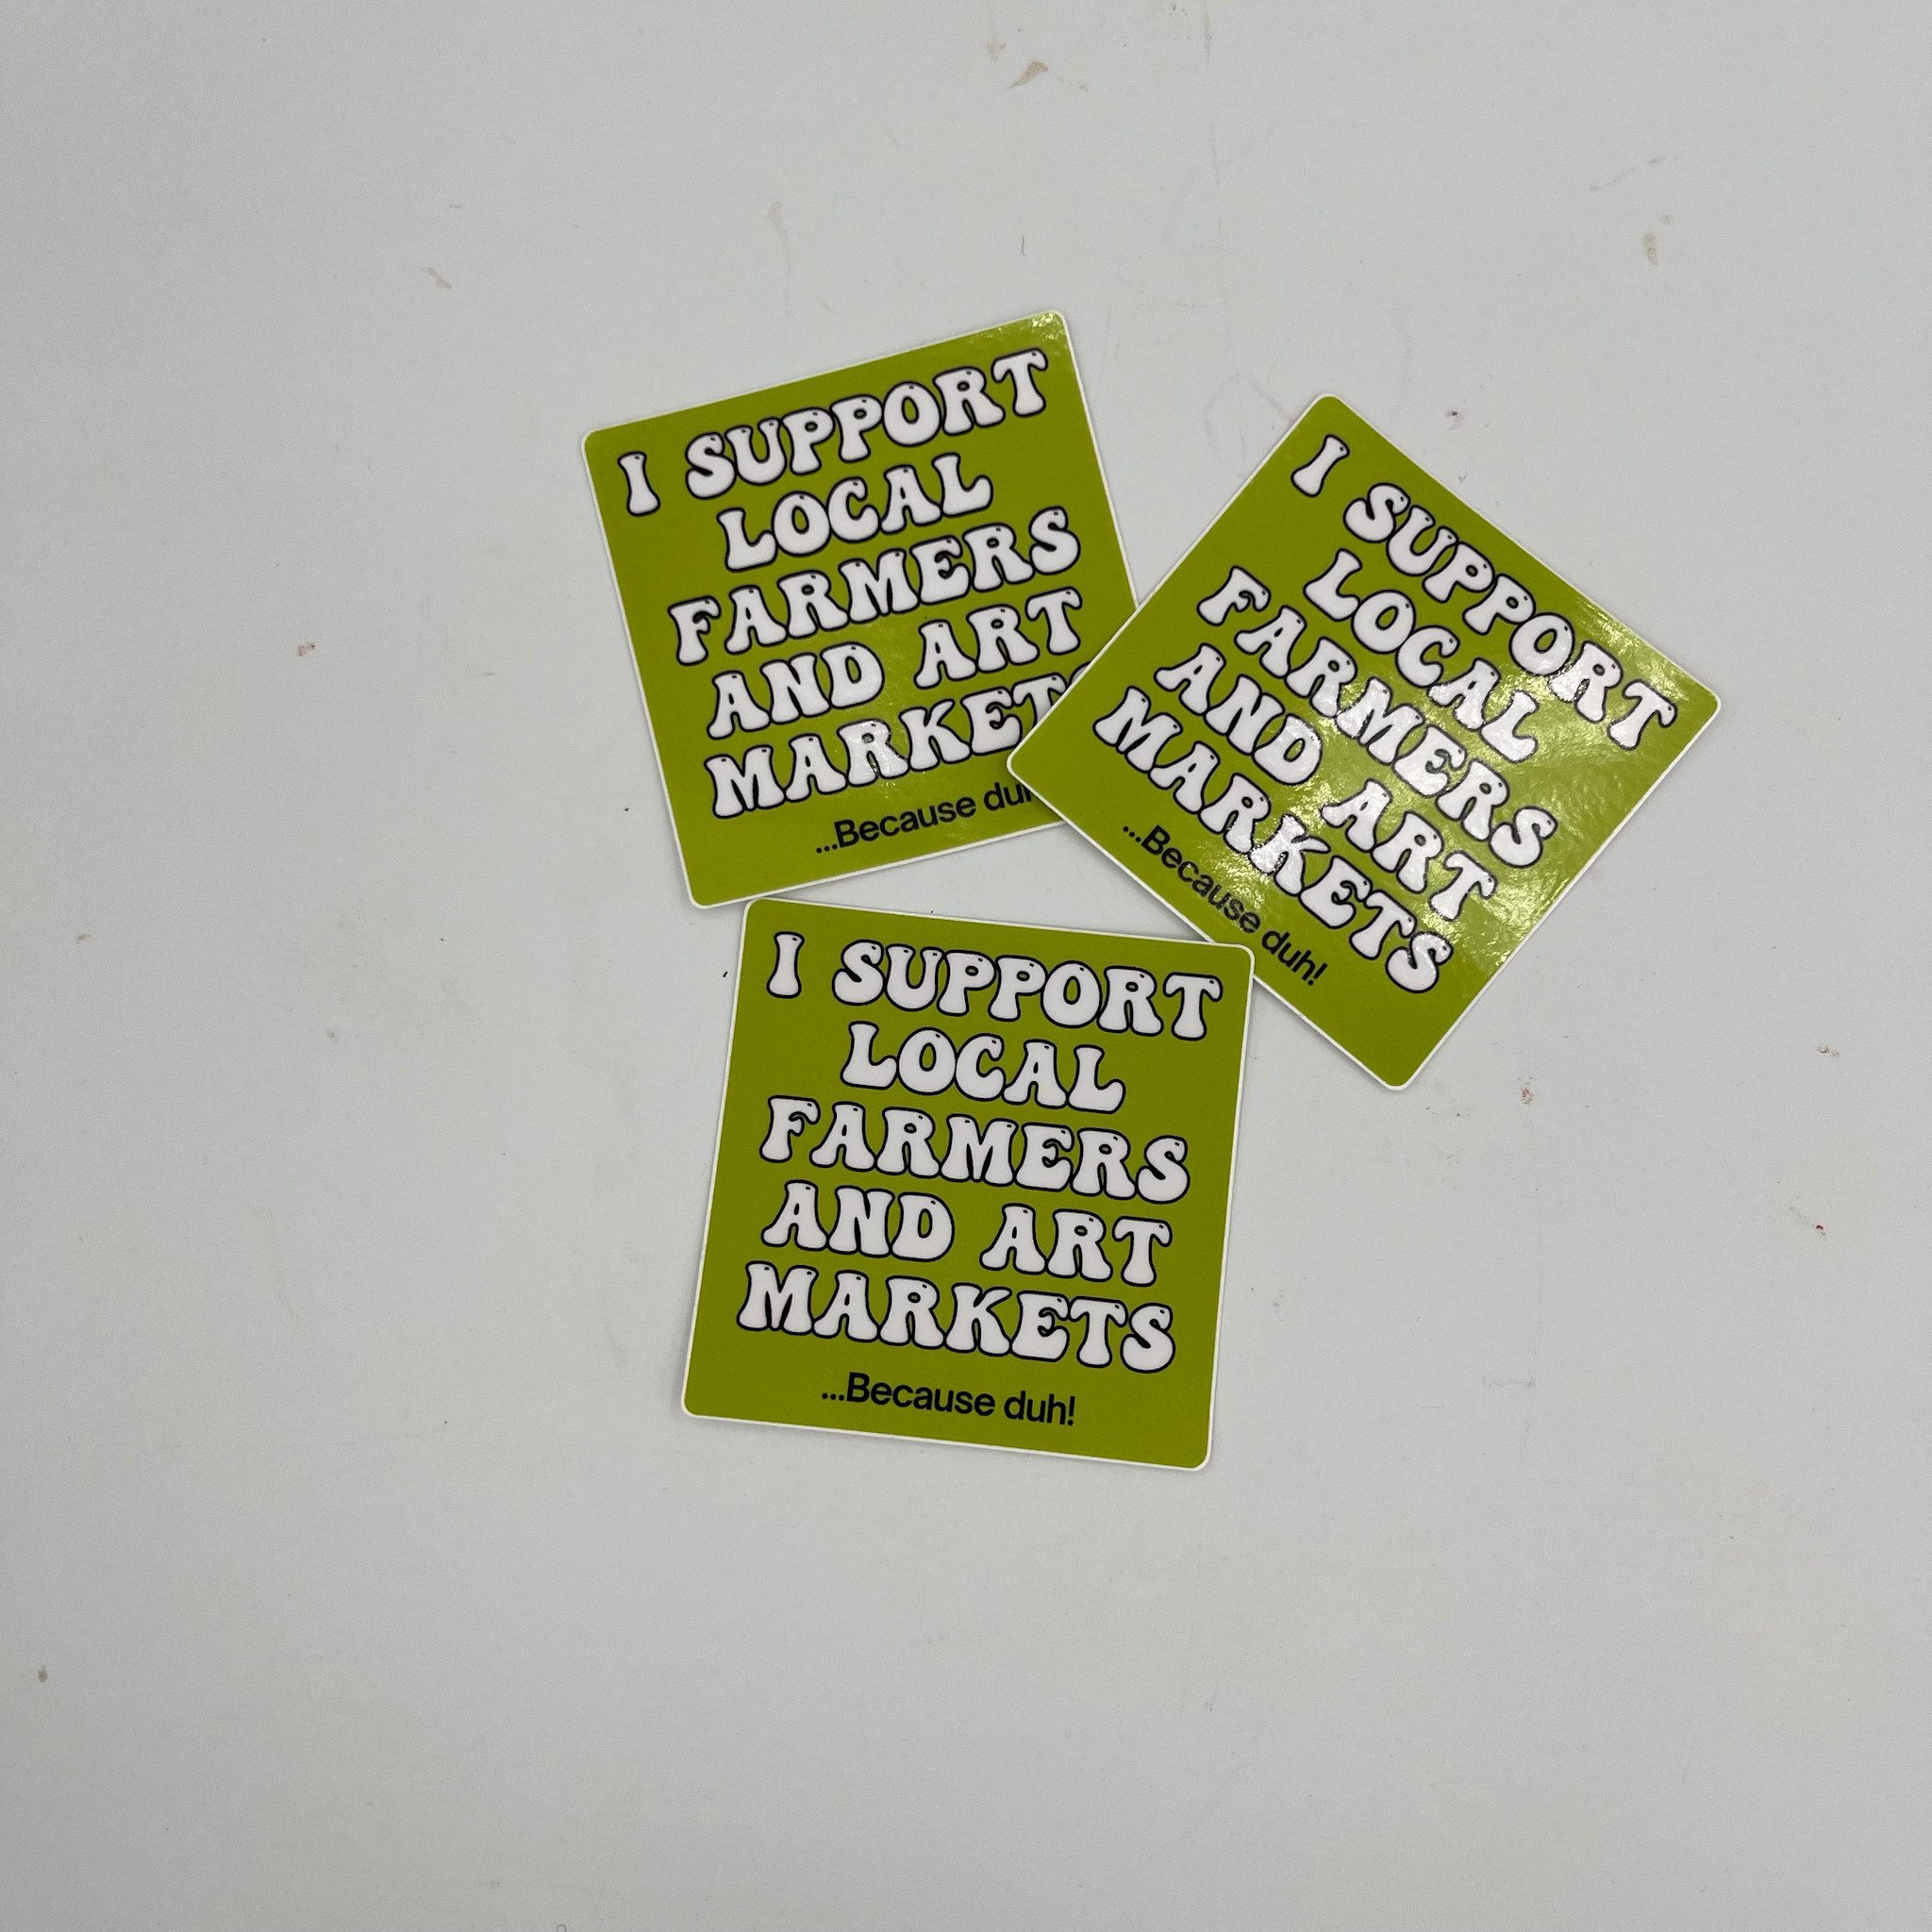 I SUPPORT
LOCAL
FARMERS
AND ART
MARKETS
...Because duh
I SUPPORT
LOCAL
FARMERS
AND ART
MARKETS
...Because duh!
I SUPPORT
LOCAL
FARMERS
AND ART
MARKETS
...Because duh!